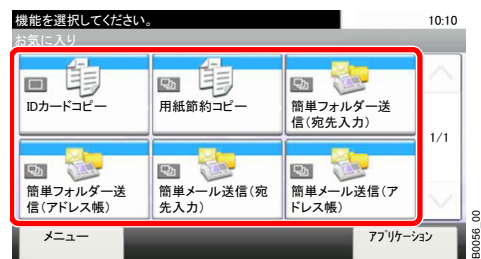 機能を選択してください。
10:10
お気に入り
IDカードコピー
用紙節約コピー
簡単フォルダー送
信（宛先入力）
1/1
簡単フォルダー送
信（アドレス帳）
簡単メール送信（宛
先入力）
簡単メール送信（ア
ドレス帳）
メニュー
アプリケーション
B0056_00